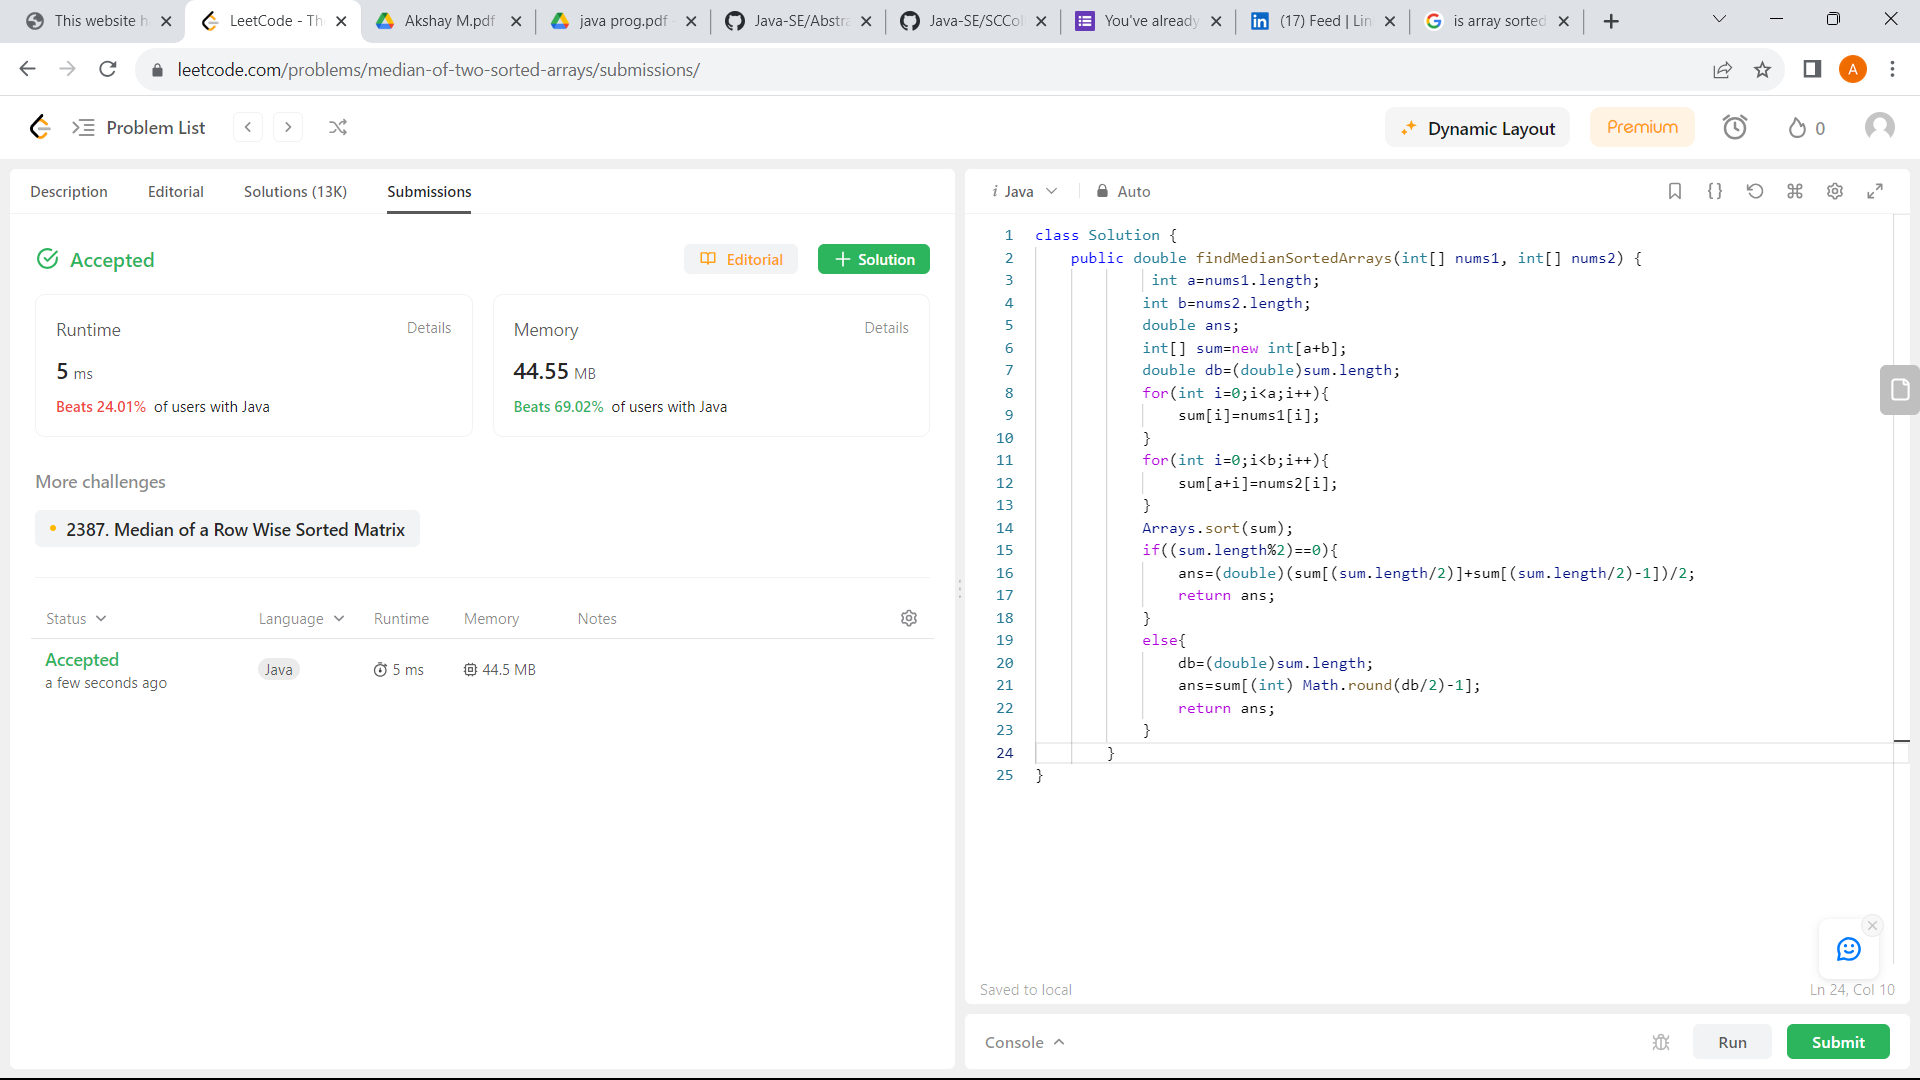 This website h
LeetCode - Th
Akshay M.pdf
java prog.pdf -
Java-SE/Abstra
Java-SE/SCCol
You've already
(17) Feed | Lin
is array sorted
leetcode.com/problems/median-of-two-sorted-arrays/submissions/
A
Problem List
Dynamic Layout
Premium
0
Description
Editorial
Solutions (13K)
Submissions
Accepted
Editorial
Solution
Runtime
Details
5 ms
Beats 24.01% of users with Java
Memory
Details
44.55 MB
Beats 69.02% of users with Java
More challenges
2387. Median of a Row Wise Sorted Matrix
Status
Language
Runtime
Memory
Notes
Accepted
a few seconds ago
Java
5 ms
44.5 MB
i Java
Auto
1 class Solution {
2 public double findMedianSortedArrays(int[] nums1, int[] nums2) {
3 int a=nums1.length;
4 int b=nums2.length;
5 double ans;
6 int[] sum=new int[a+b];
7 double db=(double)sum.length;
8 for(int i=0;i<a;i++){
9 sum[i]=nums1[i];
10 }
11 for(int i=0;i<b;i++){
12 sum[a+i]=nums2[i];
13 }
14 Arrays.sort(sum);
15 if((sum.length%2)==0){
16 ans=(double)(sum[(sum.length/2)]+sum[(sum.length/2)-1])/2;
17 return ans;
18 }
19 else{
20 db=(double)sum.length;
21 ans=sum[(int) Math.round(db/2)-1];
22 return ans;
23 }
24 }
25 }
Saved to local
Ln 24, Col 10
Console
Run
Submit